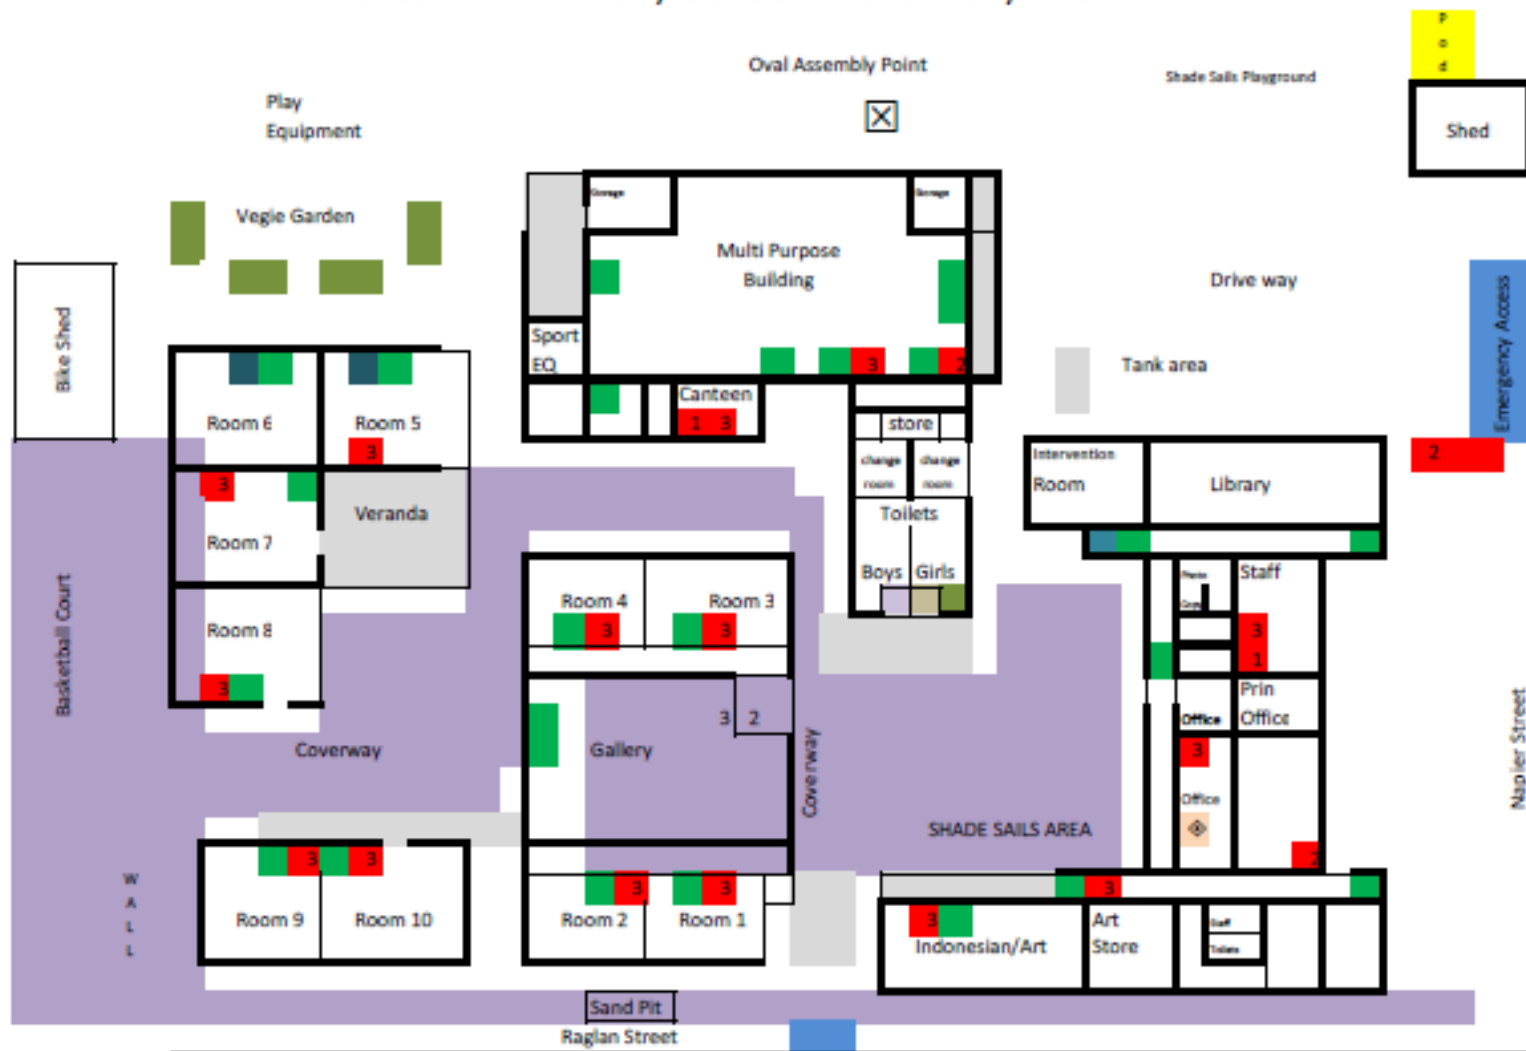 P
o
d
Oval Assembly Point
Shade Sails Playground
Play
Equipment
Shed
Storage
Storage
Vegie Garden
Multi Purpose
Building
Drive way
Emergency Access
Bike Shed
Sport
EQ
3
2
Tank area
Canteen
1 3
Room 6
Room 5
3
store
2
Intervention
Room
Library
change
room
change
room
3
Veranda
Toilets
Room 7
Boys
Girls
Staff
Room 4
Room 3
3
3
3
1
Room 8
3
Basketball Court
Prin
Office
Office
3 2
Napier Street
Coverway
Gallery
Coverway
3
Office
SHADE SAILS AREA
2
3
3
3
3
3
W
A
L
L
Room 9
Room 10
Room 2
Room 1
3
Indonesian/Art
Art
Store
Staff
Toilets
Sand Pit
Raglan Street